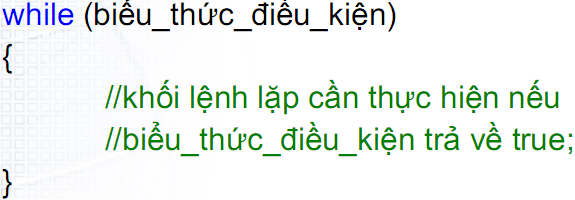 while (biểu_thức_điều_kiện)
{
//khối lệnh lặp cần thực hiện nếu
//biểu_thức_điều_kiện trả về true;
}